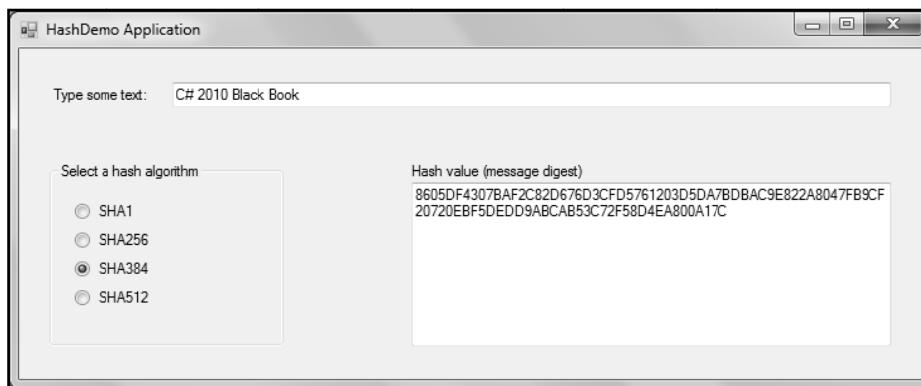 HashDemo Application
Type some text: C# 2010 Black Book
Select a hash algorithm
SHA1
SHA256
SHA384
SHA512
Hash value (message digest)
8605DF4307BAF2C82D676D3CFD5761203D5DA7BDBAC9E822A8047FB9CF
20720EBF5DEDD9ABCAB53C72F58D4EA800A17C